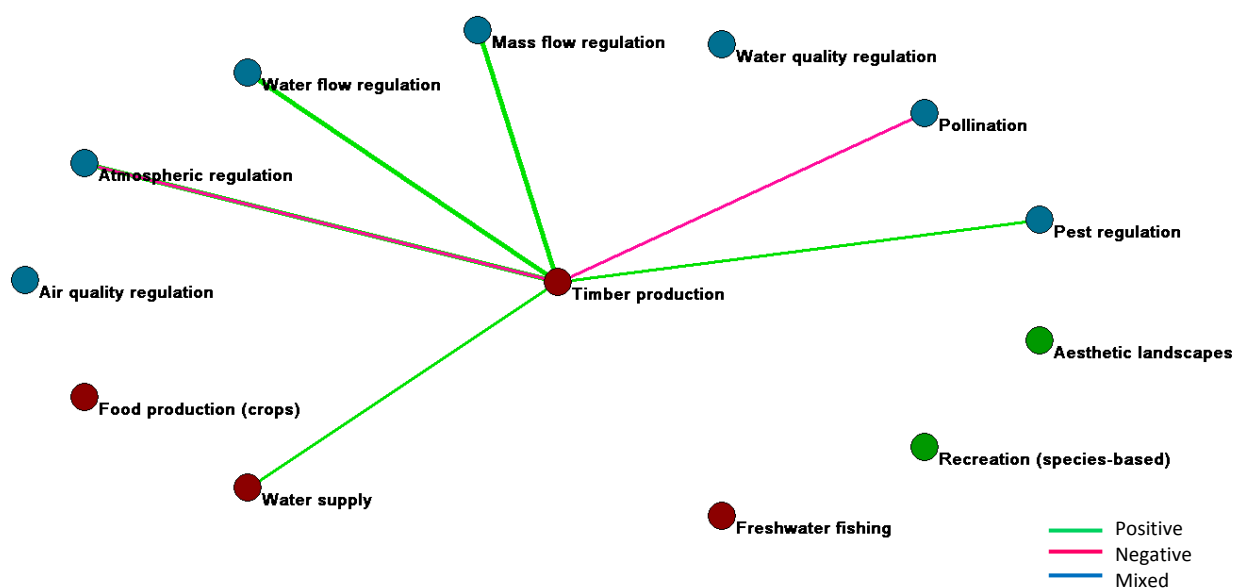 Mass flow regulation
Water quality regulation
Water flow regulation
Pollination
Atmospheric regulation
Pest regulation
Air quality regulation
Timber production
Aesthetic landscapes
Food production (crops)
Recreation (species-based)
Water supply
Freshwater fishing
Positive
Negative
Mixed